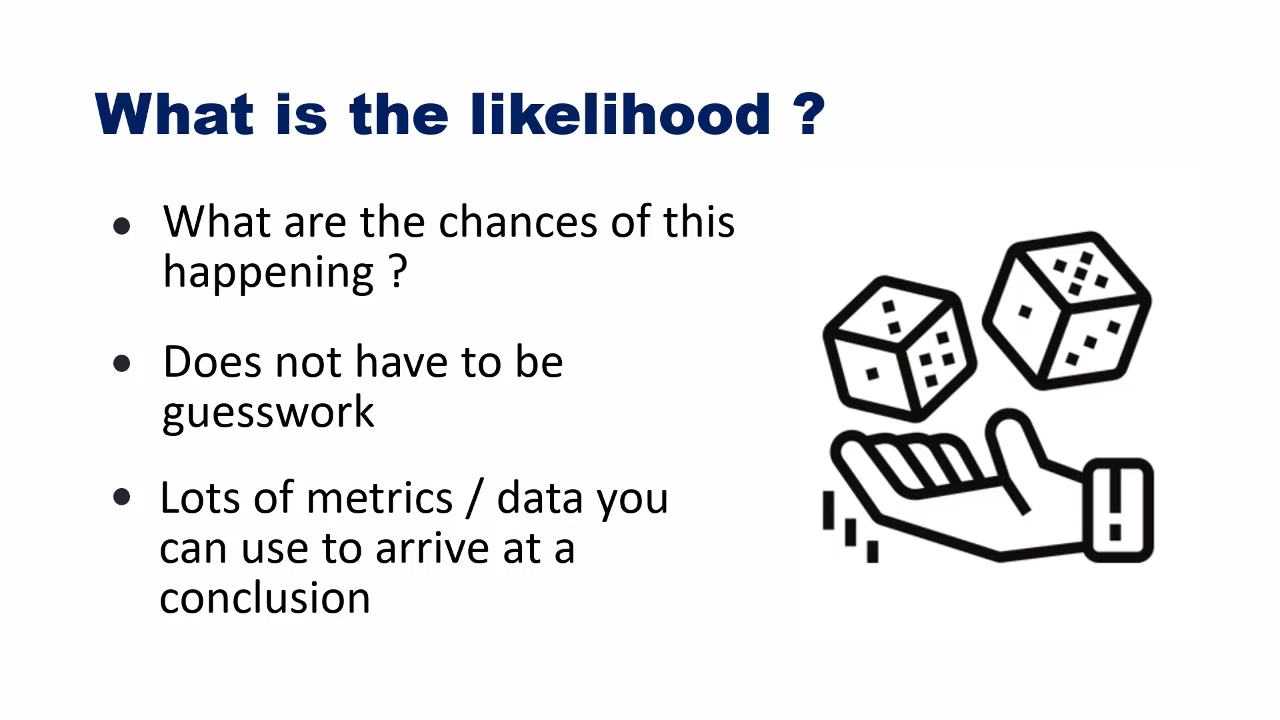 What is the likelihood ?
● What are the chances of this
happening ?
● Does not have to be
guesswork
● Lots of metrics / data you
can use to arrive at a
conclusion